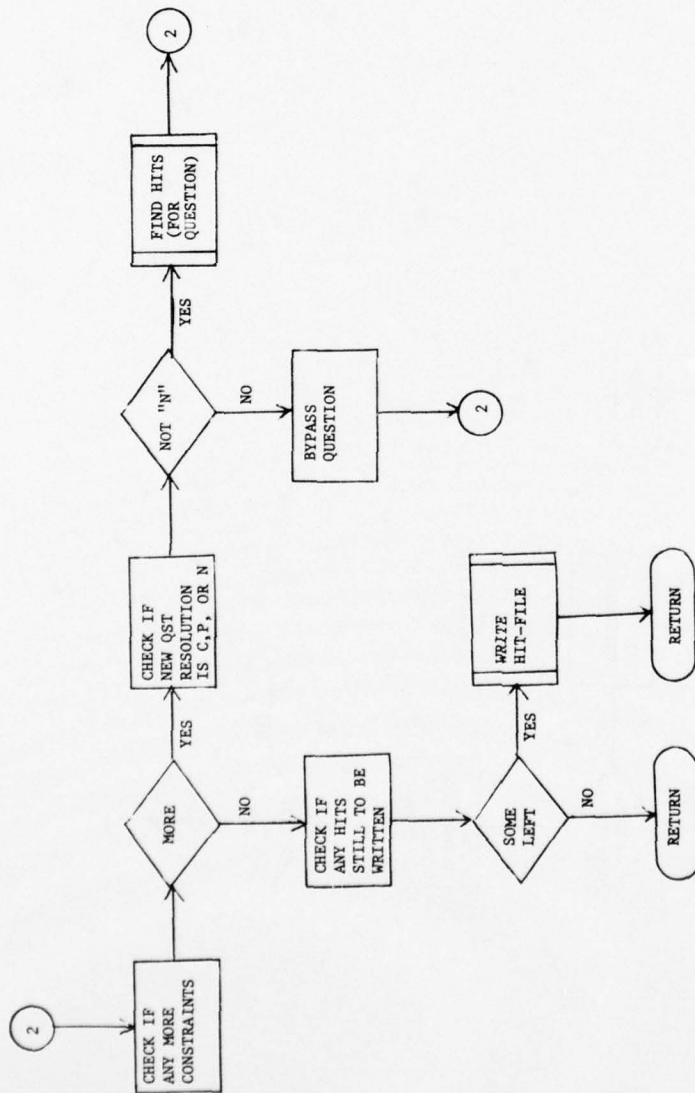 2
CHECK IF
ANY MORE
CONSTRAINTS
MORE
YES
NO
CHECK IF
NEW QST
RESOLUTION
IS C,P, OR N
NOT "N"
YES
NO
FIND HITS
(FOR
QUESTION)
2
BYPASS
QUESTION
2
CHECK IF
ANY HITS
STILL TO BE
WRITTEN
SOME
LEFT
YES
NO
WRITE
HIT-FILE
RETURN
RETURN